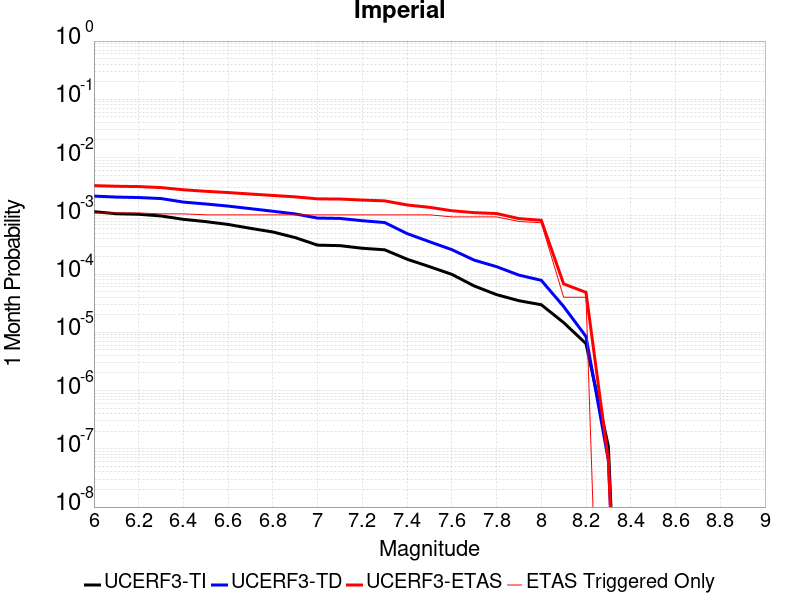 Imperial
10^0
10^-1
10^-2
10^-3
10^-4
10^-5
10^-6
10^-7
10^-8
1 Month Probability
6 6.2 6.4 6.6 6.8 7 7.2 7.4 7.6 7.8 8 8.2 8.4 8.6 8.8 9
Magnitude
UCERF3-TI UCERF3-TD UCERF3-ETAS ETAS Triggered Only